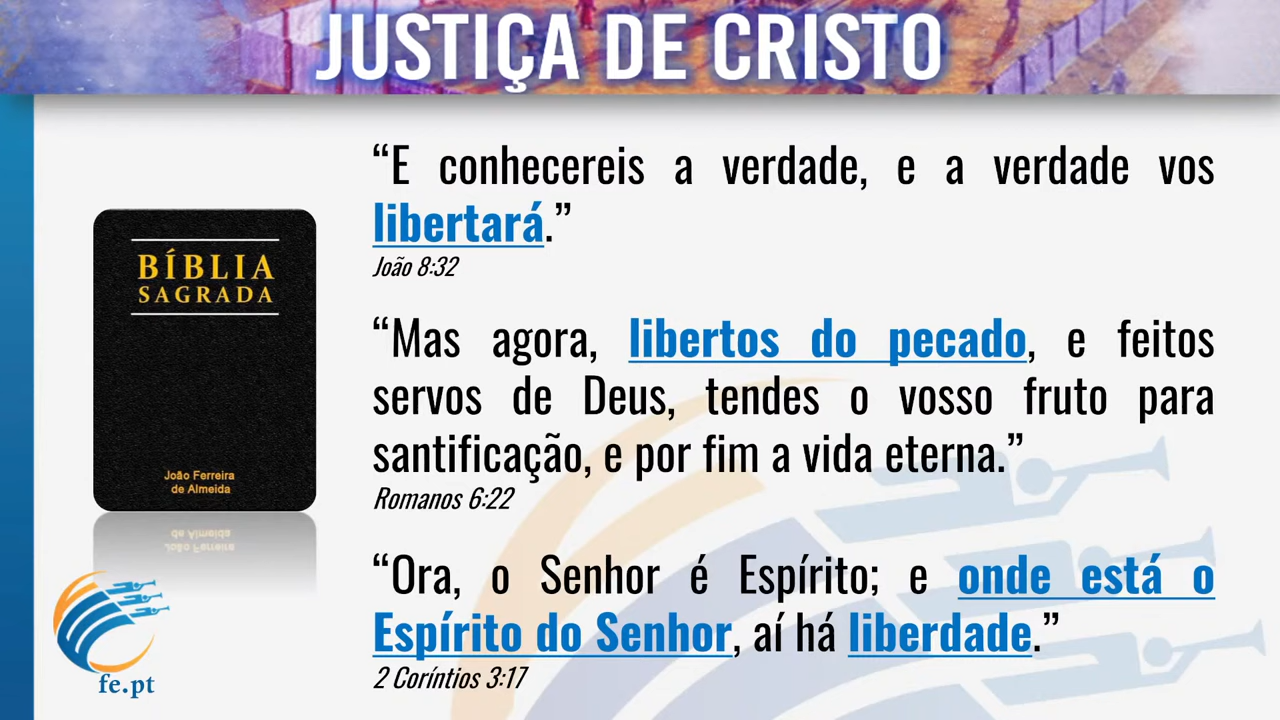 JUSTIÇA DE CRISTO
“E conhecereis a verdade, e a verdade vos
libertará.”
João 8:32
BÍBLIA
SAGRADA
João Ferreira
de Almeida
“Mas agora, libertos do pecado, e feitos
servos de Deus, tendes o vosso fruto para
santificação, e por fim a vida eterna.”
Romanos 6:22
“Ora, o Senhor é Espírito; e onde está o
Espírito do Senhor, aí há liberdade.”
2 Coríntios 3:17
fe.pt